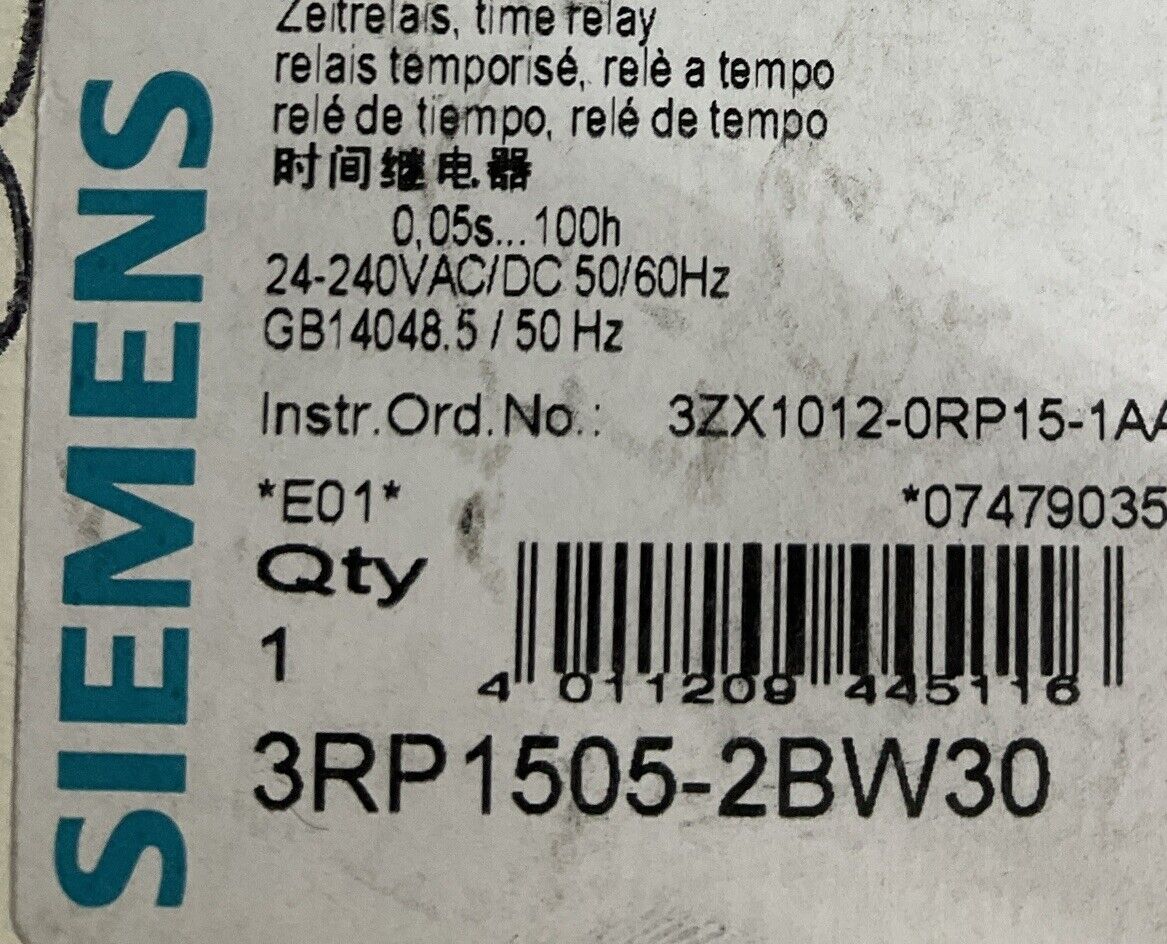 SIEMENS
Zeitrelais, time relay
relais temporisé, relè a tempo
relé de tiempo, relé de tempo
时间继电器
0,05s...100h
24-240VAC/DC 50/60Hz
GB14048.5 / 50 Hz
Instr.Ord.No.: 3ZX1012-0RP15-1AA
*E01* *07479035
Qty
1
4 011209 445116
3RP1505-2BW30